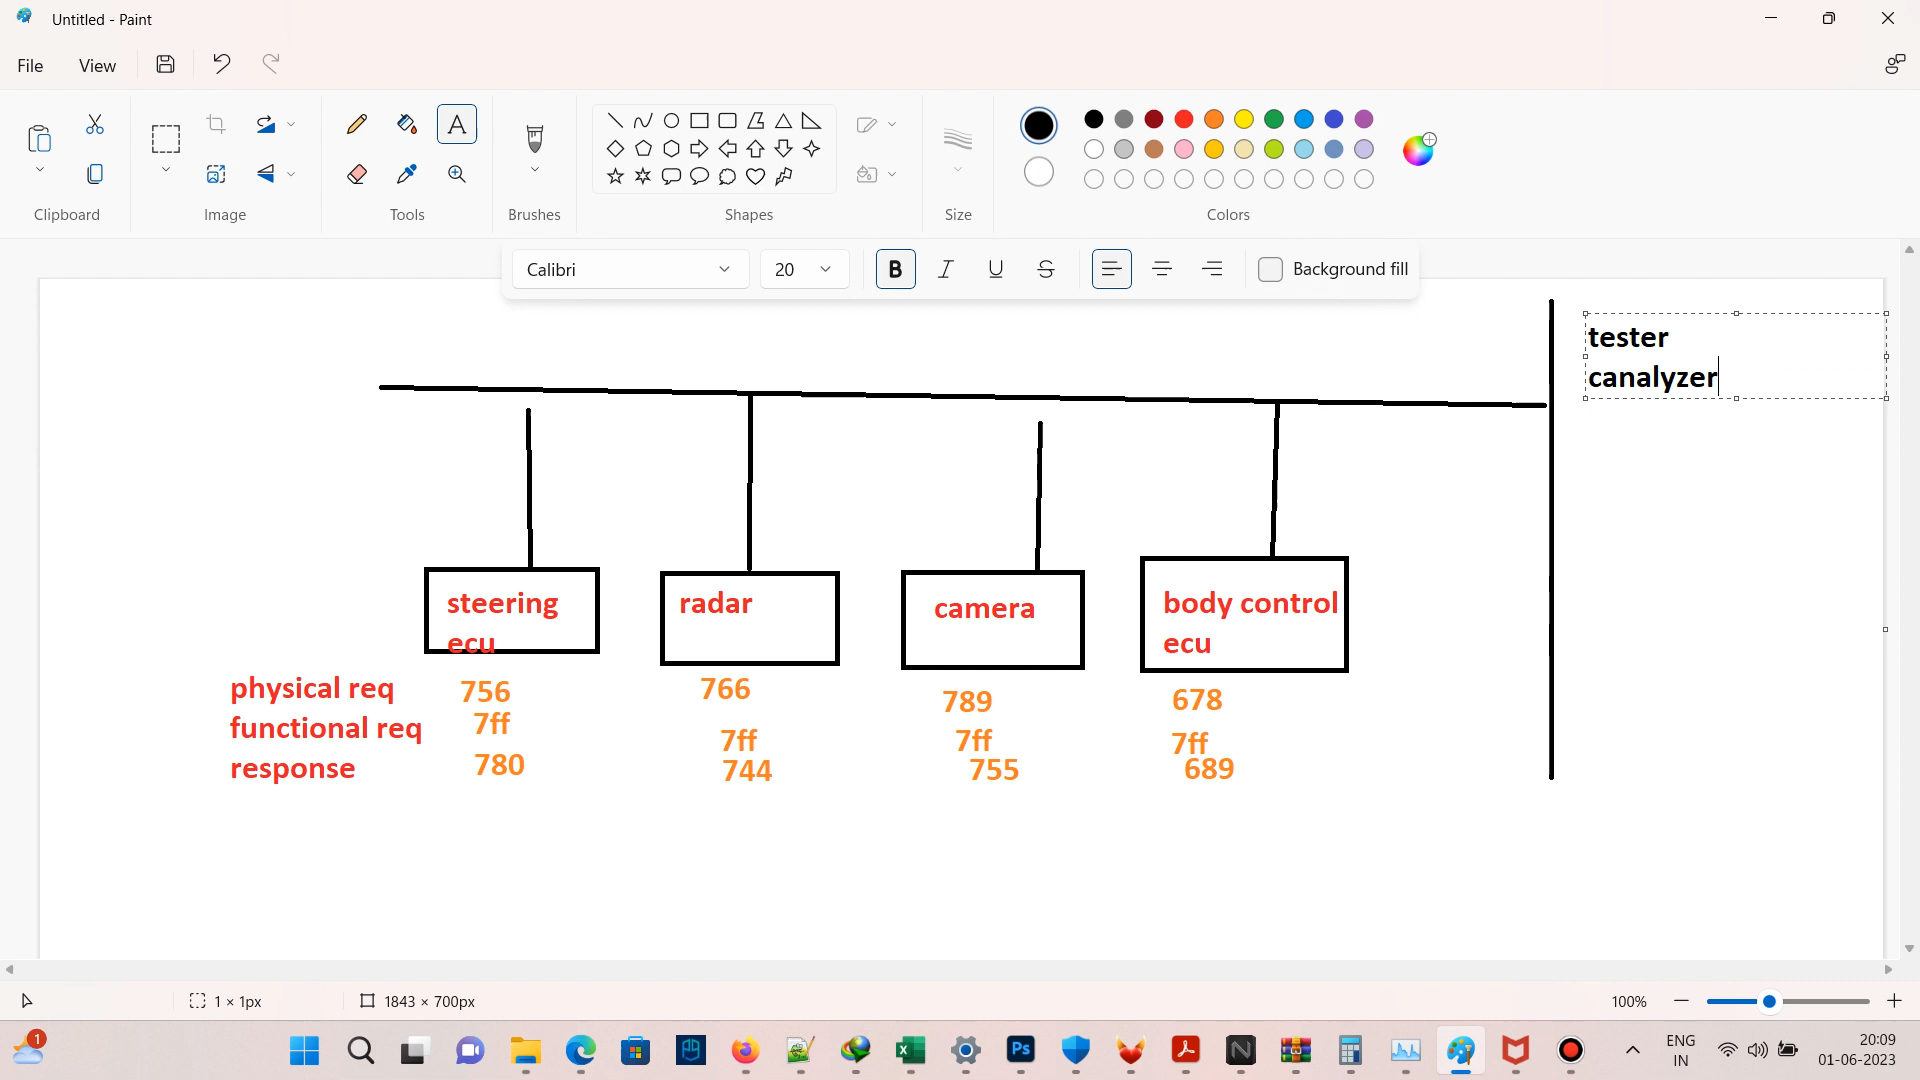 Untitled - Paint
File
View
Clipboard
Image
Tools
Brushes
Shapes
Size
Colors
Calibri
20
B
I
U
S
Background fill
tester
canalyzer
steering
ecu
radar
camera
body control
ecu
physical req
756
766
789
678
functional req
7ff
7ff
7ff
7ff
response
780
744
755
689
1 × 1px
1843 × 700px
100%
1
Ps
ENG
IN
20:09
01-06-2023